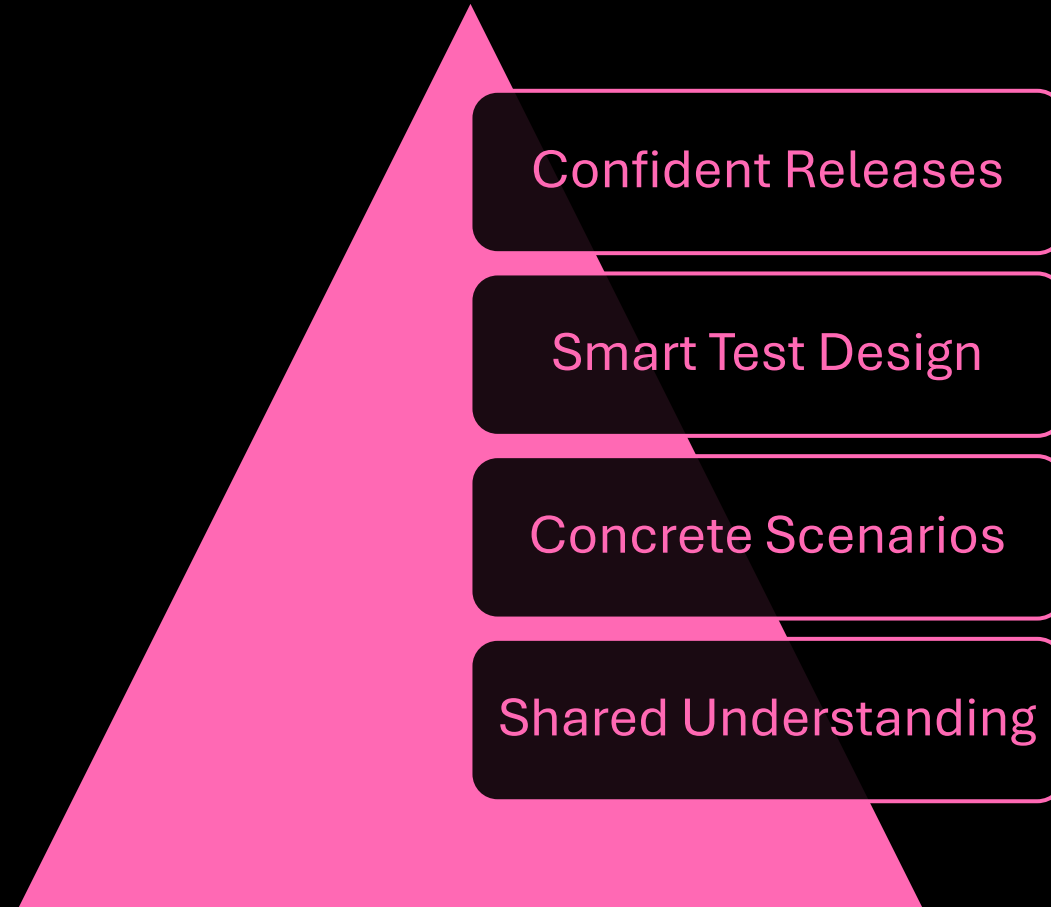 Confident Releases
Smart Test Design
Concrete Scenarios
Shared Understanding